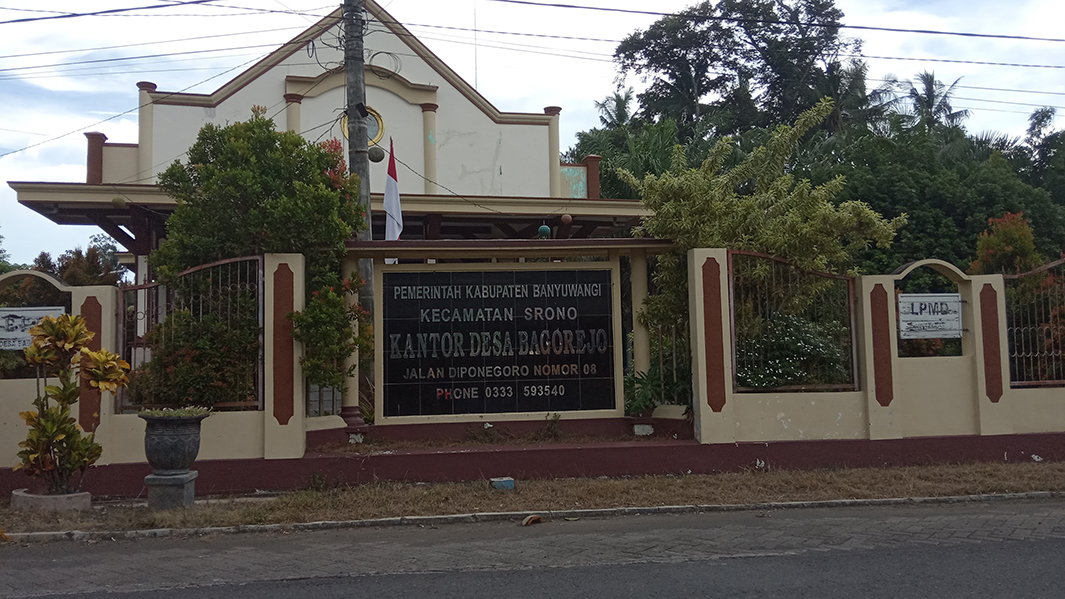 PEMERINTAH KABUPATEN BANYUWANGI
KECAMATAN SRONO
KANTOR DESA BAGOREJO
JALAN DIPONEGORO NOMOR 08
PHONE 0333 593540
LPMD